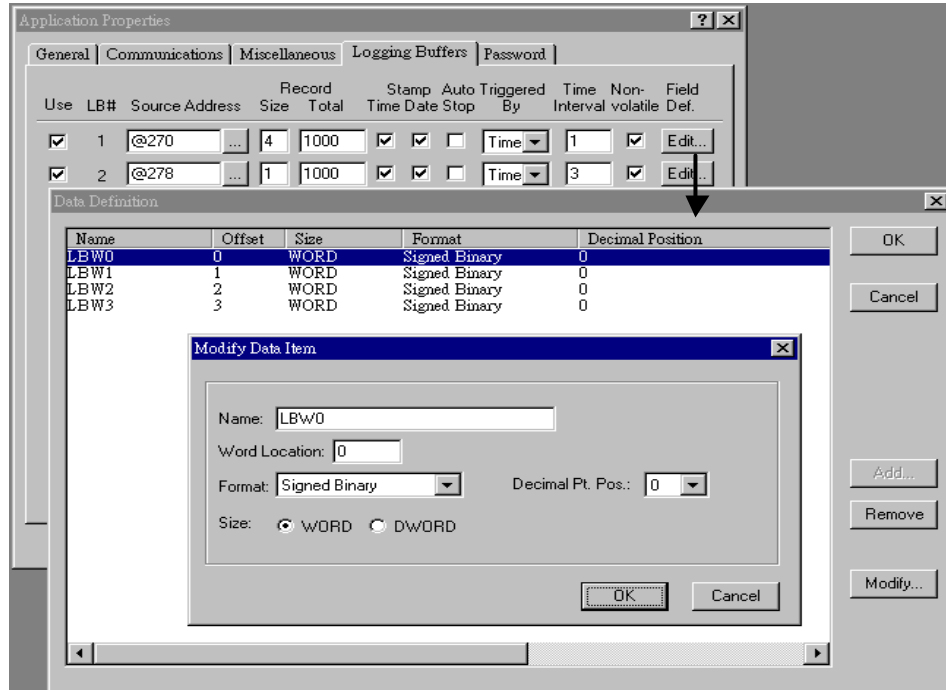 Application Properties
General Communications Miscellaneous Logging Buffers Password
Record Stamp Auto Triggered Time Non- Field
Use LB# Source Address Size Total Time Date Stop By Interval volatile Def.
1 @270 ... 4 1000 Time 1 Edit...
2 @278 ... 1 1000 Time 3 Edit...
Data Definition
Name Offset Size Format Decimal Position
LBW0 0 WORD Signed Binary 0
LBW1 1 WORD Signed Binary 0
LBW2 2 WORD Signed Binary 0
LBW3 3 WORD Signed Binary 0
OK
Cancel
Add...
Remove
Modify...
Modify Data Item
Name: LBW0
Word Location: 0
Format: Signed Binary Decimal Pt. Pos.: 0
Size: WORD DWORD
OK Cancel